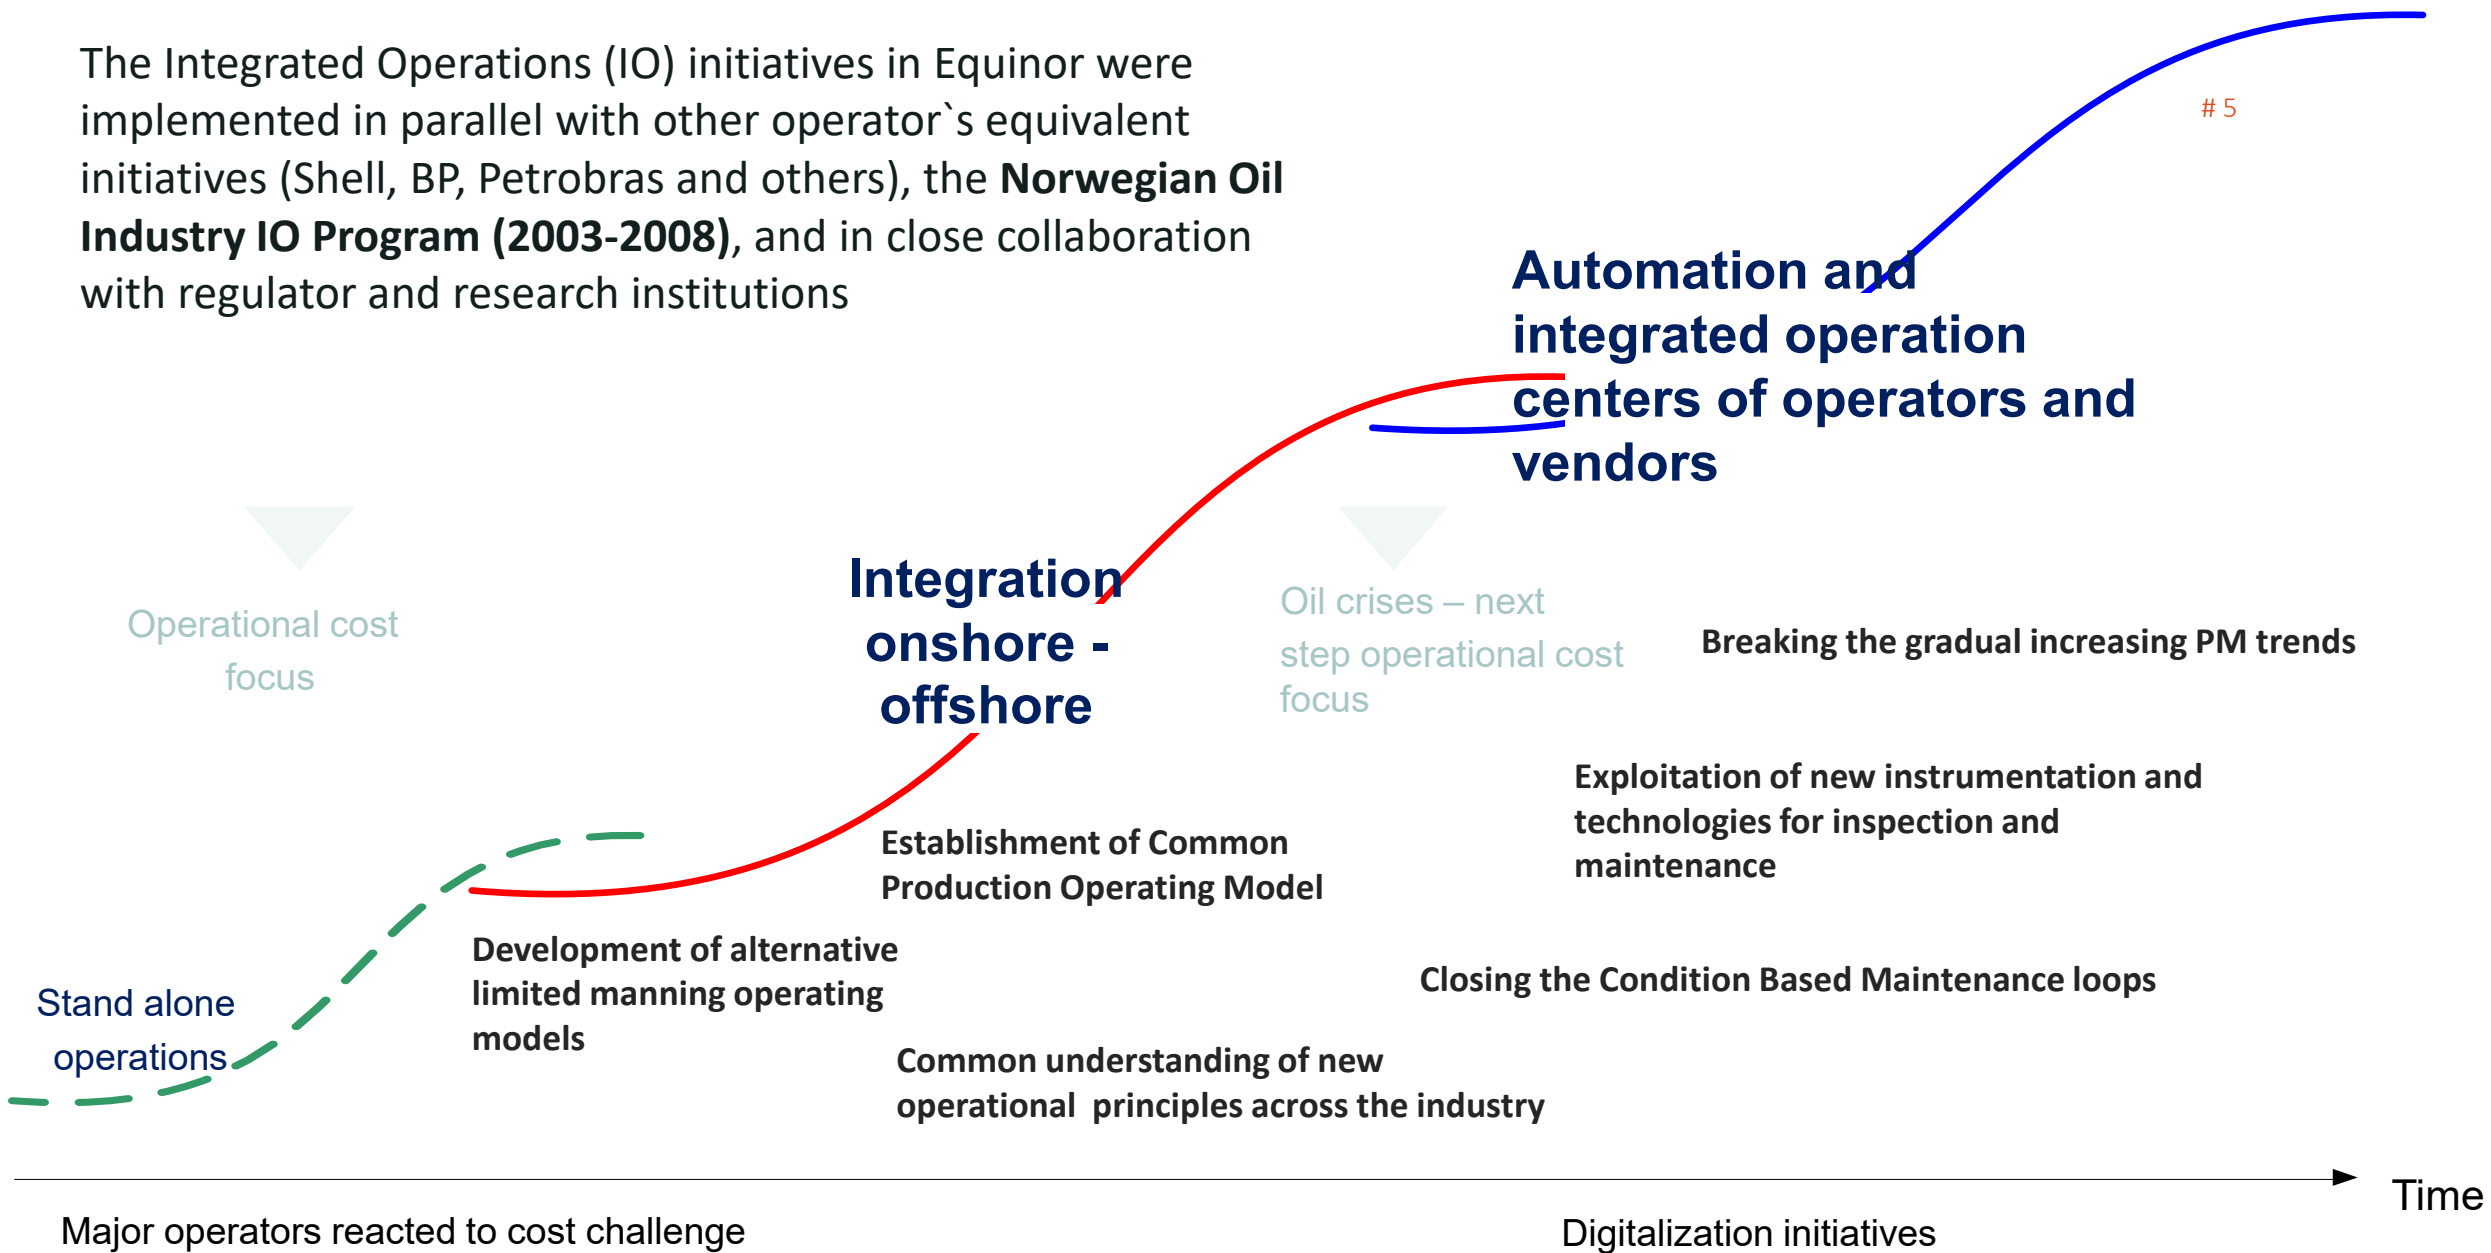 The Integrated Operations (IO) initiatives in Equinor were
implemented in parallel with other operator`s equivalent
initiatives (Shell, BP, Petrobras and others), the Norwegian Oil
Industry IO Program (2003-2008), and in close collaboration
with regulator and research institutions
# 5
Automation and
integrated operation
centers of operators and
vendors
Integration
onshore -
offshore
Operational cost
focus
Oil crises – next
step operational cost
focus
Breaking the gradual increasing PM trends
Exploitation of new instrumentation and
technologies for inspection and
maintenance
Establishment of Common
Production Operating Model
Development of alternative
limited manning operating
models
Closing the Condition Based Maintenance loops
Stand alone
operations
Common understanding of new
operational  principles across the industry
Time
Major operators reacted to cost challenge
Digitalization initiatives